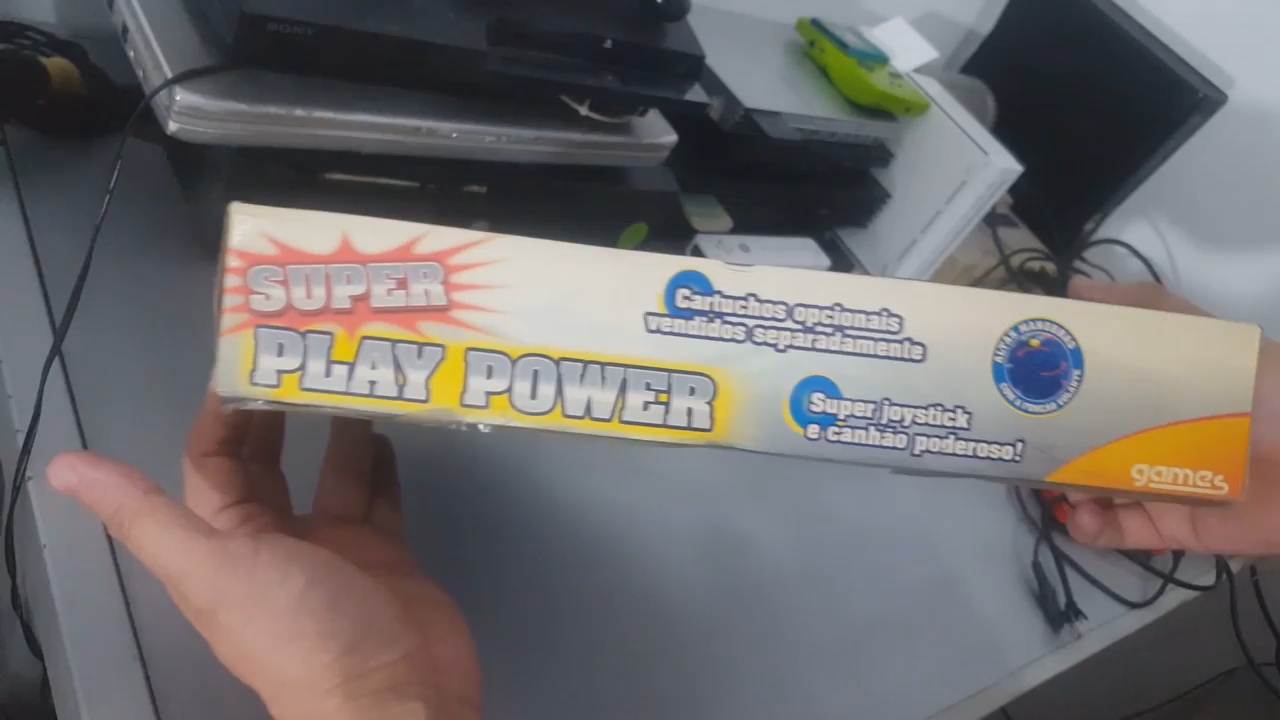 SONY
SUPER
PLAY POWER
Cartuchos opcionais
vendidos separadamente
Super joystick
e canhão poderoso!
games